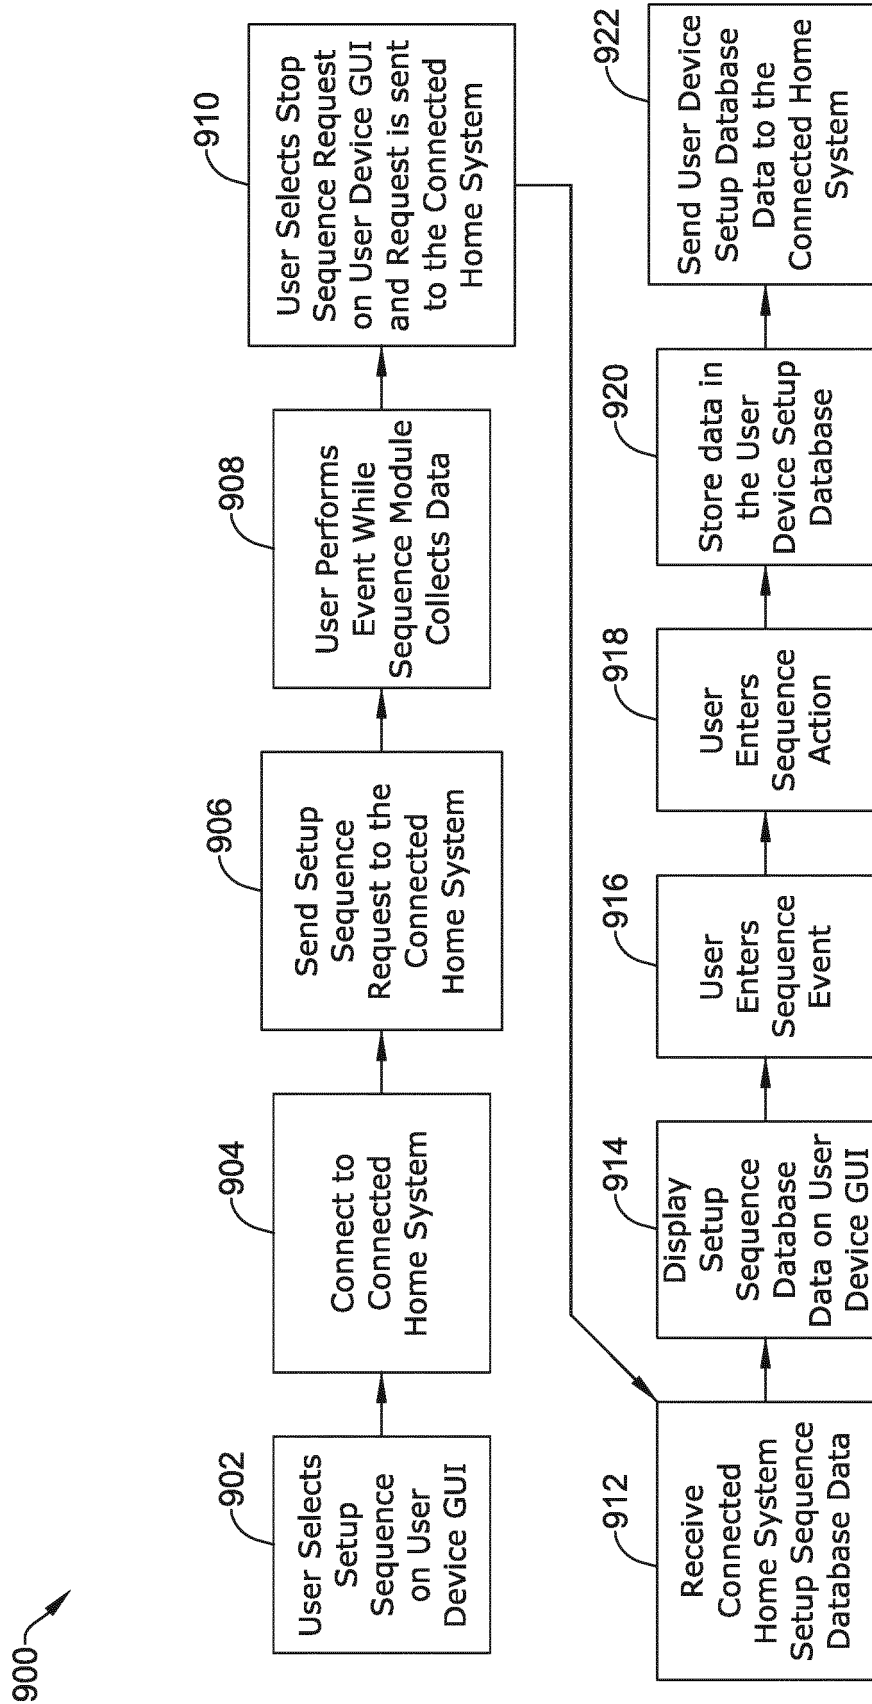 900
902
User Selects
Setup
Sequence
on User
Device GUI
904
Connect to
Connected
Home System
906
Send Setup
Sequence
Request to the
Connected
Home System
908
User Performs
Event While
Sequence Module
Collects Data
910
User Selects Stop
Sequence Request
on User Device GUI
and Request is sent
to the Connected
Home System
912
Receive
Connected
Home System
Setup Sequence
Database Data
914
Display
Setup
Sequence
Database
Data on User
Device GUI
916
User
Enters
Sequence
Event
918
User
Enters
Sequence
Action
920
Store data in
the User
Device Setup
Database
922
Send User Device
Setup Database
Data to the
Connected Home
System